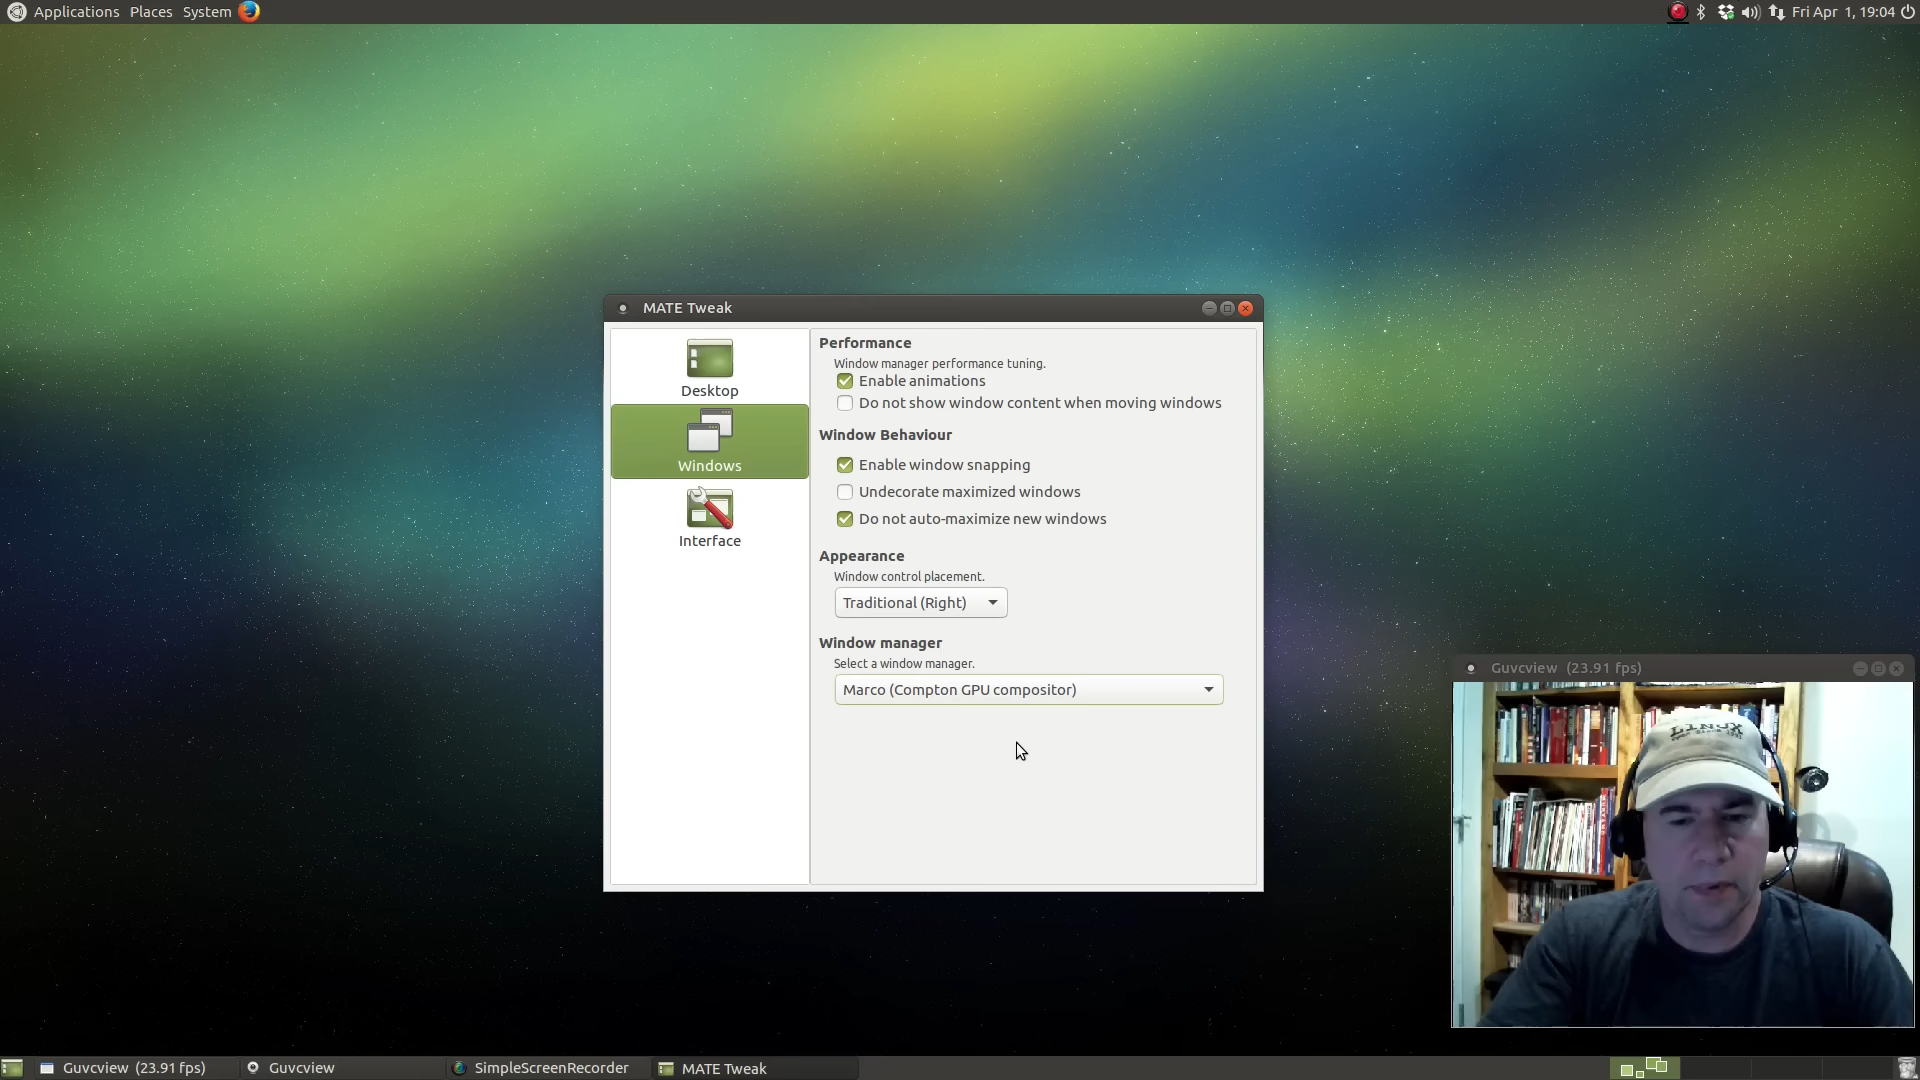 Applications Places System
Fri Apr 1, 19:04
MATE Tweak
Desktop
Windows
Interface
Performance
Window manager performance tuning.
Enable animations
Do not show window content when moving windows
Window Behaviour
Enable window snapping
Undecorate maximized windows
Do not auto-maximize new windows
Appearance
Window control placement.
Traditional (Right)
Window manager
Select a window manager.
Marco (Compton GPU compositor)
Guvcview (23.91 fps)
LINUX
Guvcview (23.91 fps)
Guvcview
SimpleScreenRecorder
MATE Tweak